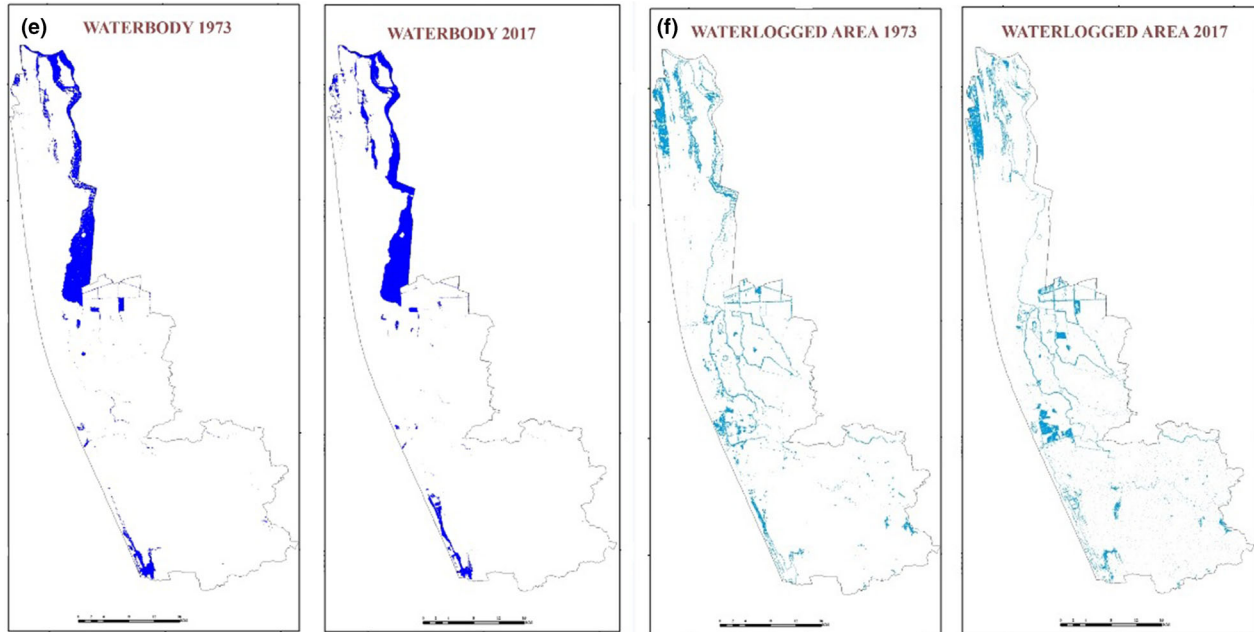 (e)
WATERBODY 1973
WATERBODY 2017
(f)
WATERLOGGED AREA 1973
WATERLOGGED AREA 2017